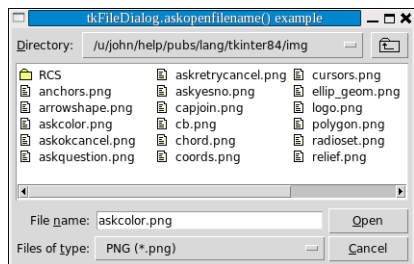 tkFileDialog.askopenfilename() example
Directory: /u/john/help/pubs/lang/tkinter84/img
RCS askretrycancel.png cursors.png
anchors.png askyesno.png ellip_geom.png
arrowshape.png capjoin.png logo.png
askcolor.png cb.png polygon.png
askokcancel.png chord.png radioset.png
askquestion.png coords.png relief.png
File name: askcolor.png Open
Files of type: PNG (*.png) Cancel